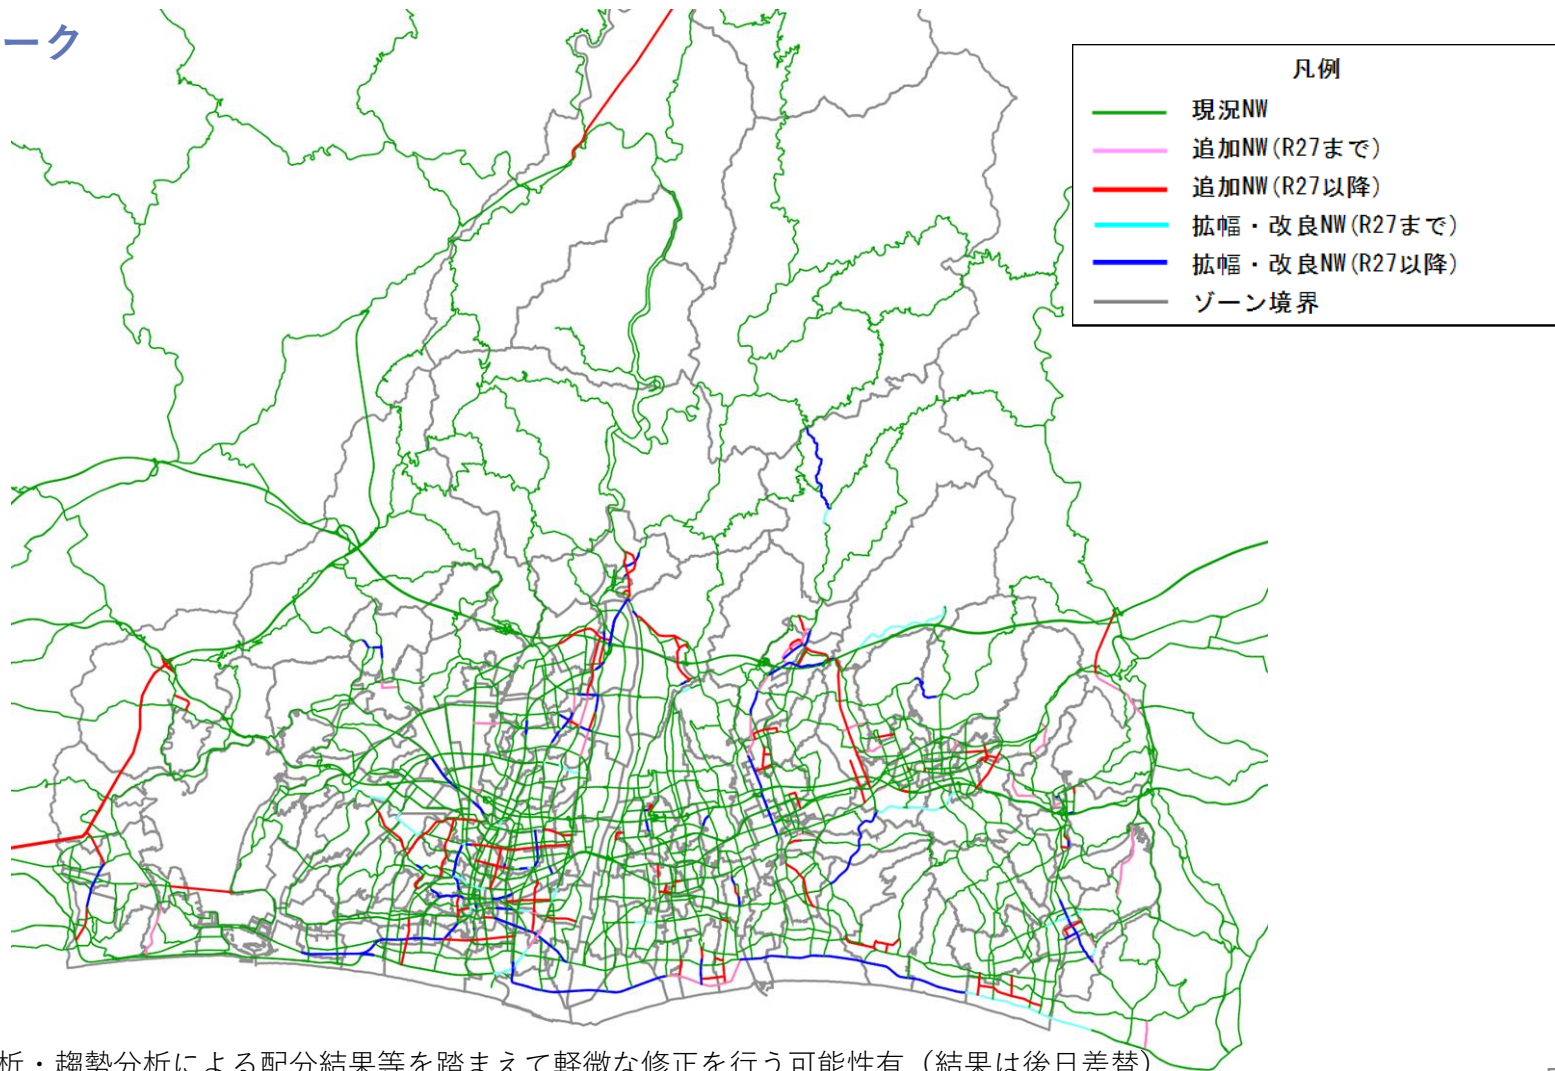 ーク
凡例
現況NW
追加NW(R27まで)
追加NW(R27以降)
拡幅・改良NW(R27まで)
拡幅・改良NW(R27以降)
ゾーン境界
析・趨勢分析による配分結果等を踏まえて軽微な修正を行う可能性有（結果は後日差替）